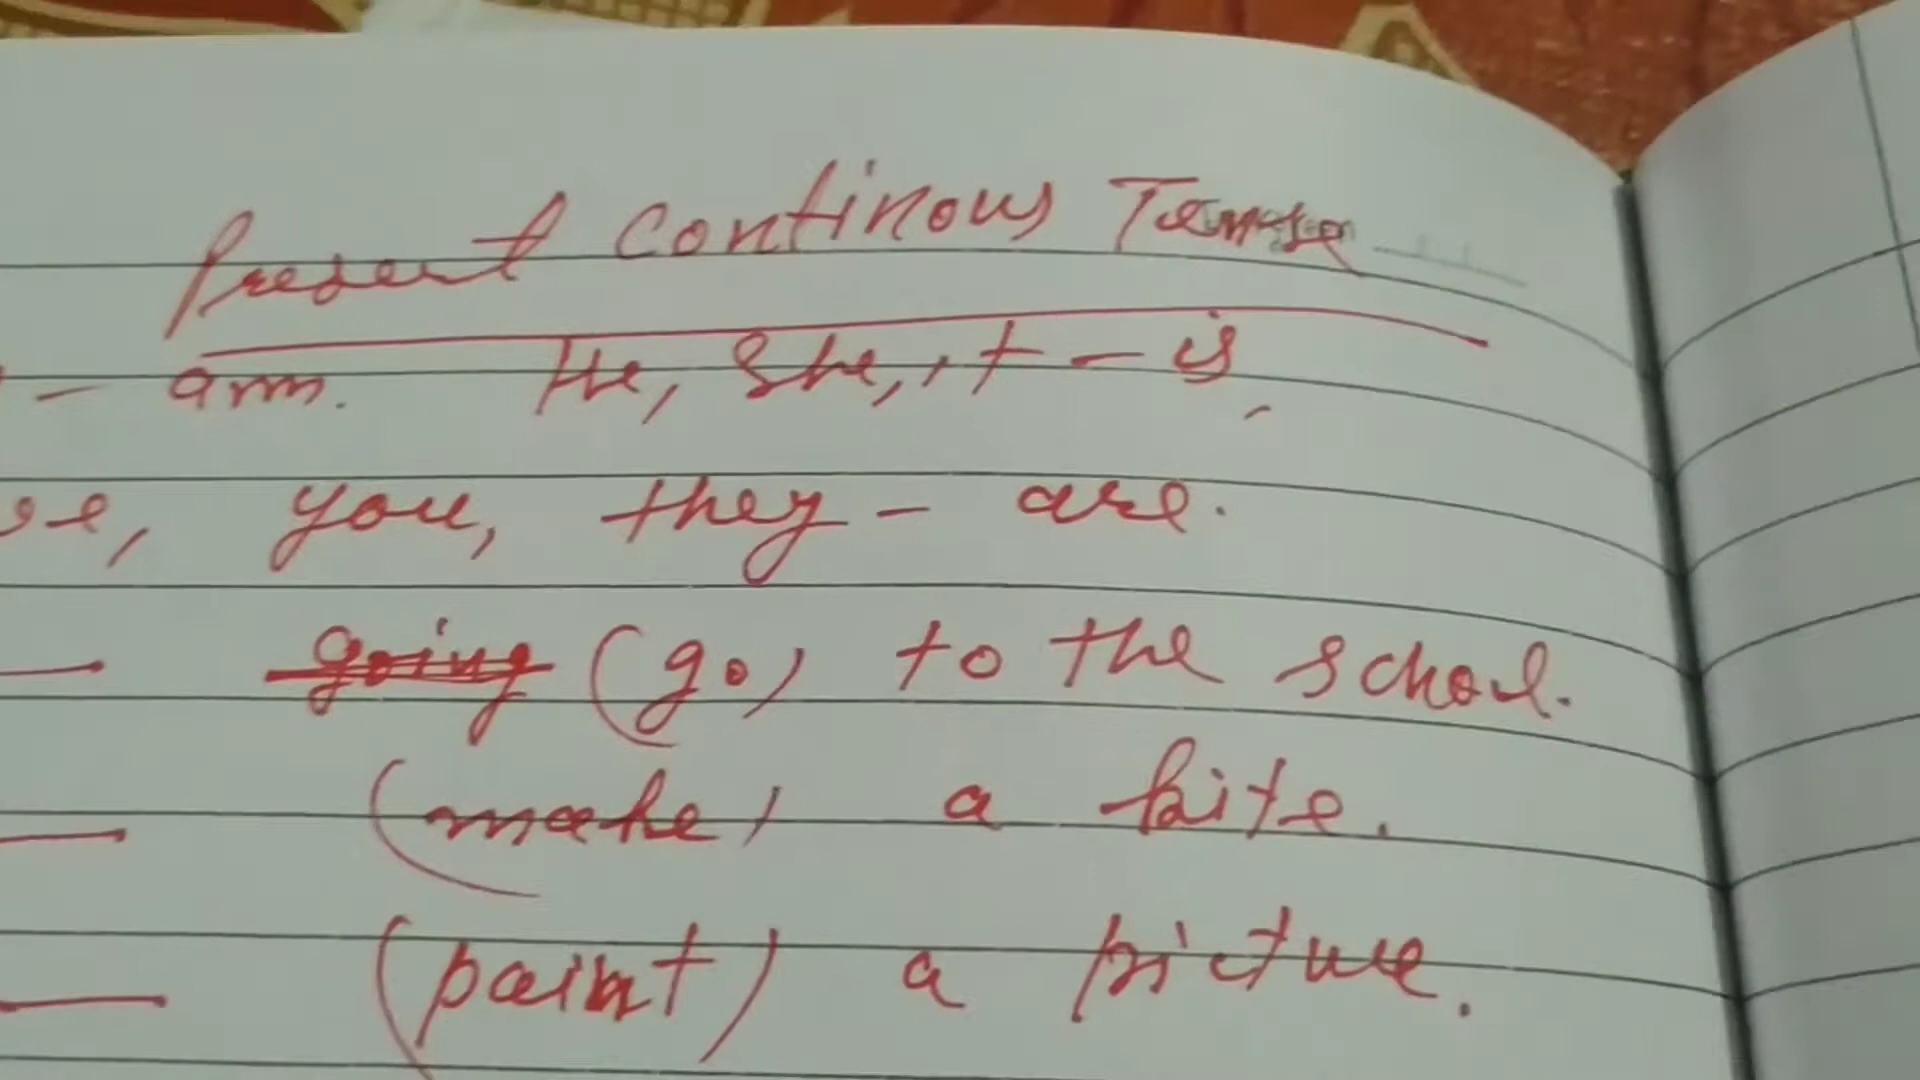 Present Continous Tense
- am. He, She, it - is,
we, you, they - are.
going (go) to the school.
(make) a kite.
(paint) a picture.